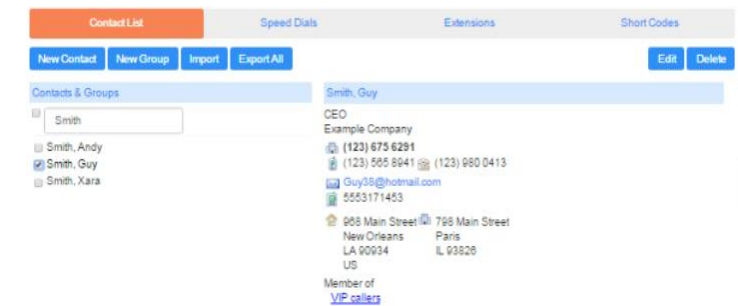 Contact List Speed Dials Extensions Short Codes
New Contact New Group Import Export All Edit Delete
Contacts & Groups
Smith
Smith, Andy
Smith, Guy
Smith, Xara
Smith, Guy
CEO
Example Company
(123) 675 6291
(123) 565 8941 (123) 980 0413
Guy38@hotmail.com
5553171453
968 Main Street 798 Main Street
New Orleans Paris
LA 90934 IL 93826
US
Member of
VIP callers